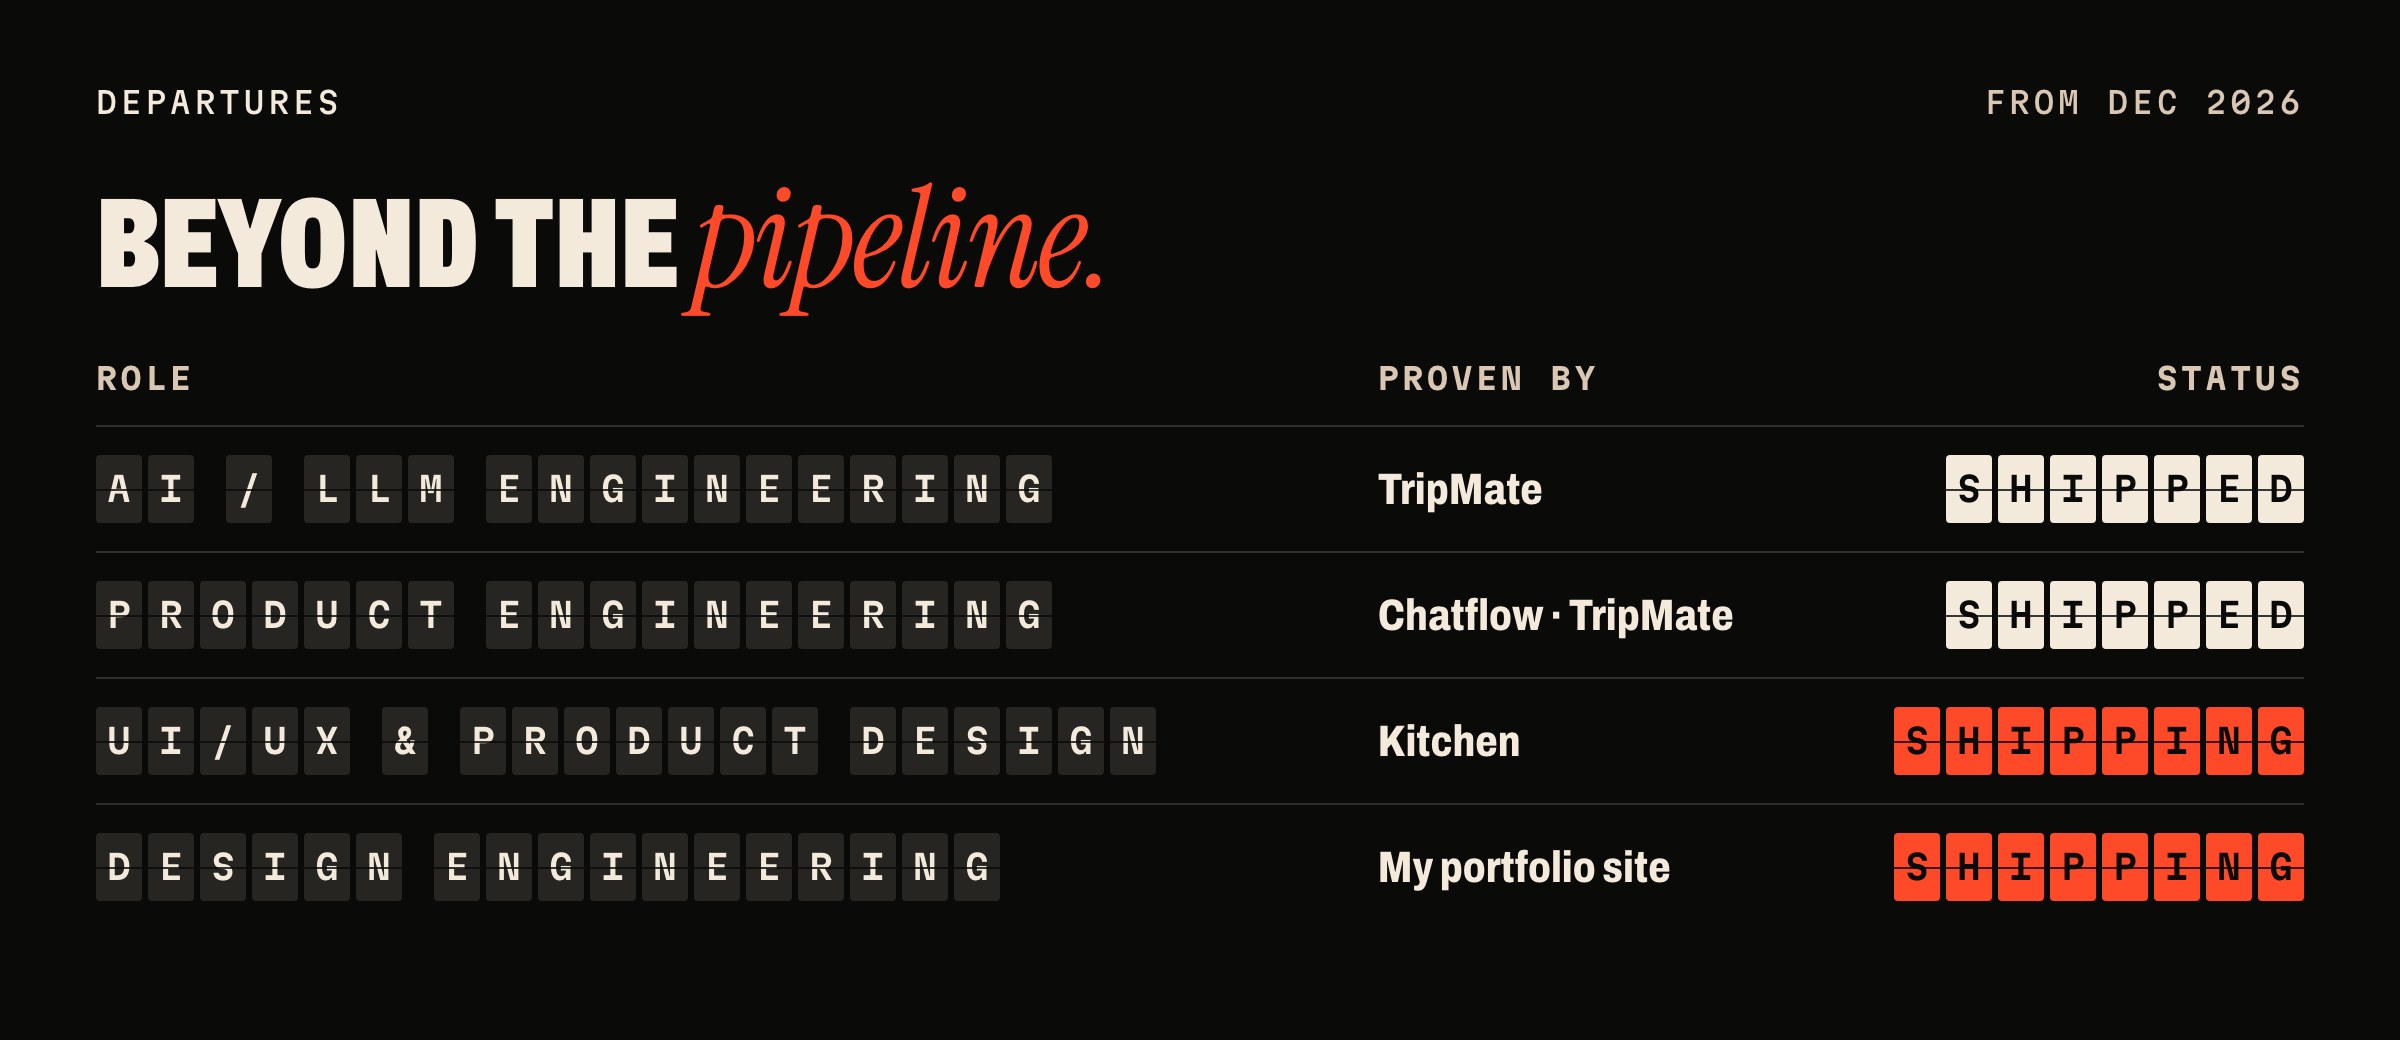 DEPARTURES
FROM DEC 2026
BEYOND THE pipeline.
ROLE PROVEN BY STATUS
AI / LLM ENGINEERING TripMate SHIPPED
PRODUCT ENGINEERING Chatflow · TripMate SHIPPED
UI/UX & PRODUCT DESIGN Kitchen SHIPPING
DESIGN ENGINEERING My portfolio site SHIPPING